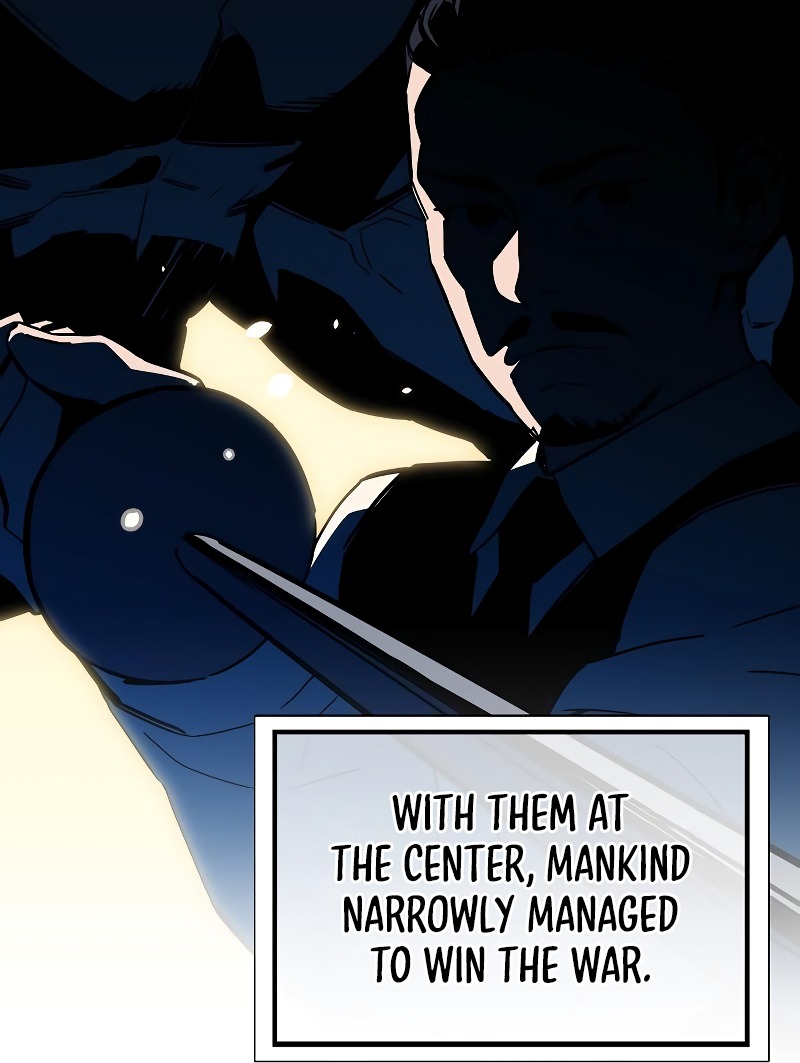 WITH THEM AT
THE CENTER, MANKIND
NARROWLY MANAGED
TO WIN THE WAR.